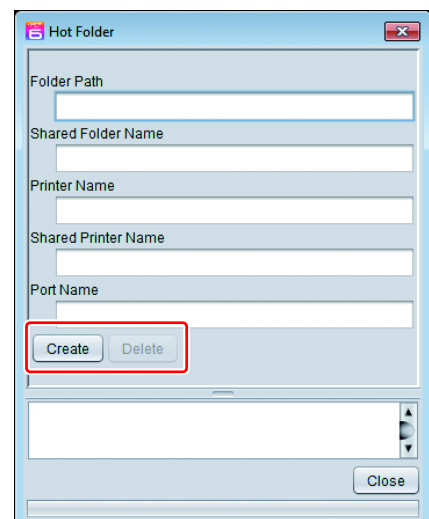 Hot Folder
Folder Path
Shared Folder Name
Printer Name
Shared Printer Name
Port Name
Create Delete
Close